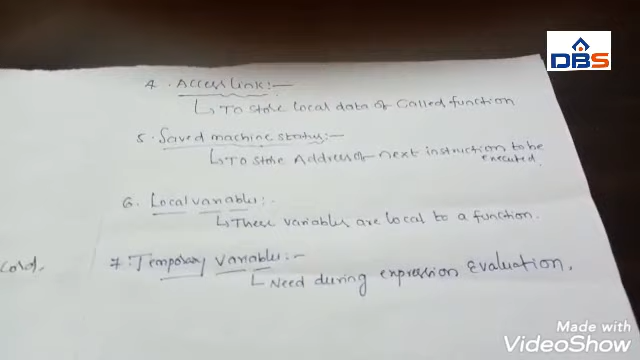 DBS
4. Access link:-
↳ To store local data of called function
5. Saved machine status:-
↳ To store Address of next instruction to be
executed.
6. Local variables:-
↳ These variables are local to a function.
cord.
7. Temporary variables:-
↳ Need during expression Evaluation.
Made with
VideoShow